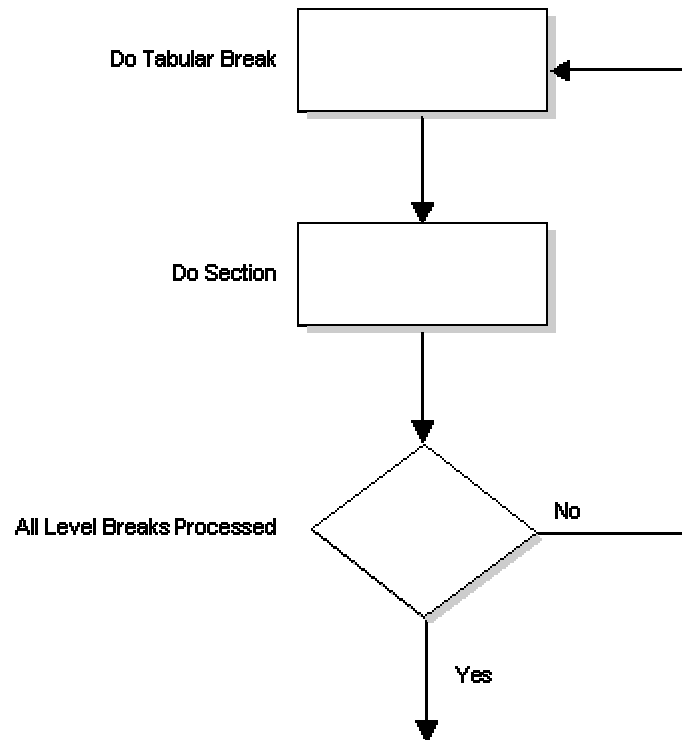 Do Tabular Break
Do Section
All Level Breaks Processed
No
Yes